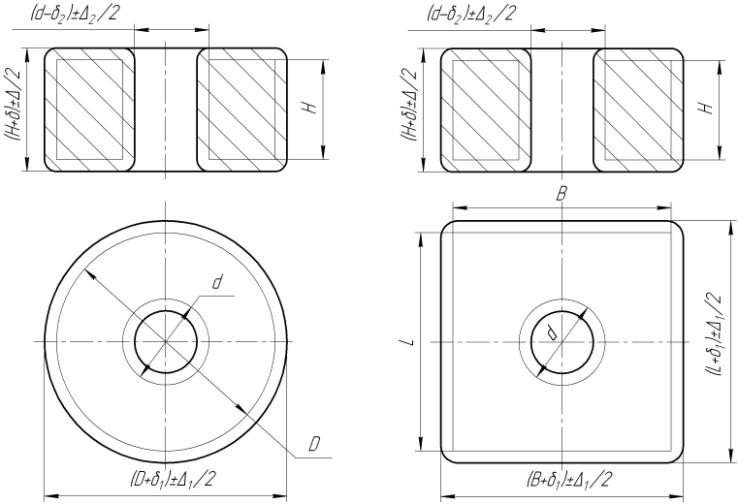 (d–δ₂)±Δ₂/2
(d–δ₂)±Δ₂/2
(H+δ)±Δ/2
H
(H+δ)±Δ/2
H
B
d
L
d
(L+δ₁)±Δ₁/2
D
(D+δ₁)±Δ₁/2
(B+δ₁)±Δ₁/2